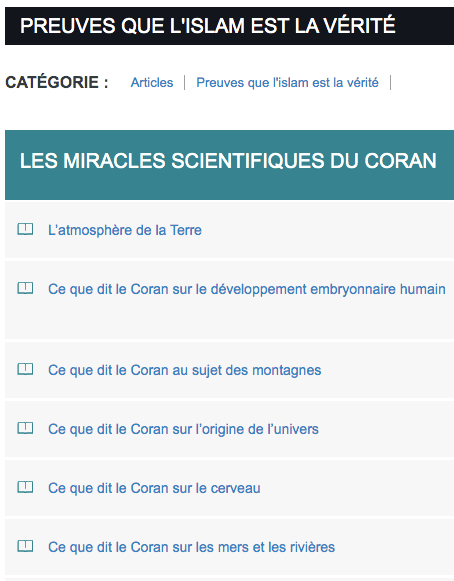 PREUVES QUE L'ISLAM EST LA VÉRITÉ
CATÉGORIE : Articles Preuves que l'islam est la vérité
LES MIRACLES SCIENTIFIQUES DU CORAN
L’atmosphère de la Terre
Ce que dit le Coran sur le développement embryonnaire humain
Ce que dit le Coran au sujet des montagnes
Ce que dit le Coran sur l’origine de l’univers
Ce que dit le Coran sur le cerveau
Ce que dit le Coran sur les mers et les rivières